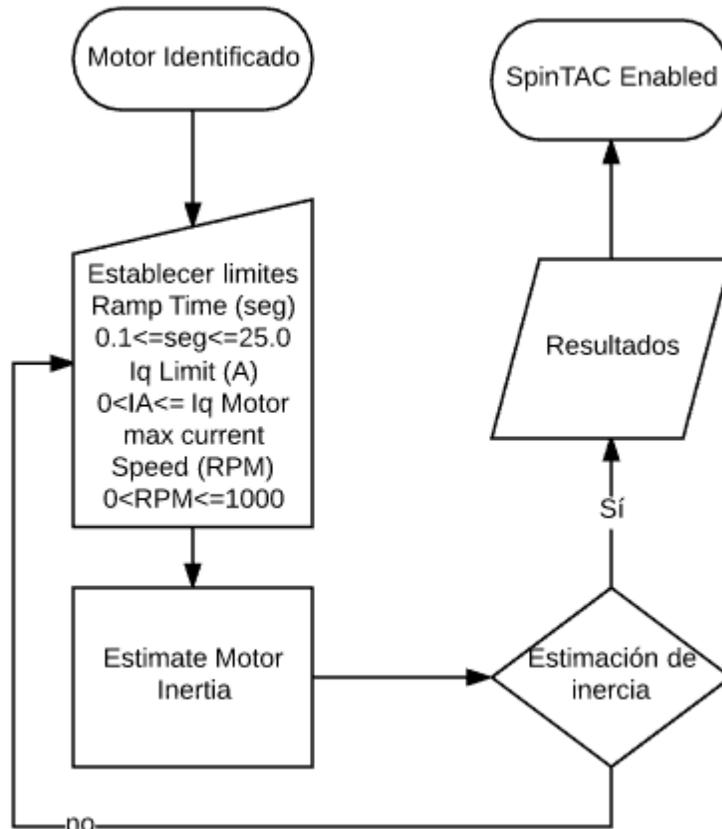 Motor Identificado
SpinTAC Enabled
Establecer limites
Ramp Time (seg)
0.1<=seg<=25.0
Iq Limit (A)
0<IA<= Iq Motor
max current
Speed (RPM)
0<RPM<=1000
Resultados
Sí
Estimate Motor
Inertia
Estimación de
inercia
no